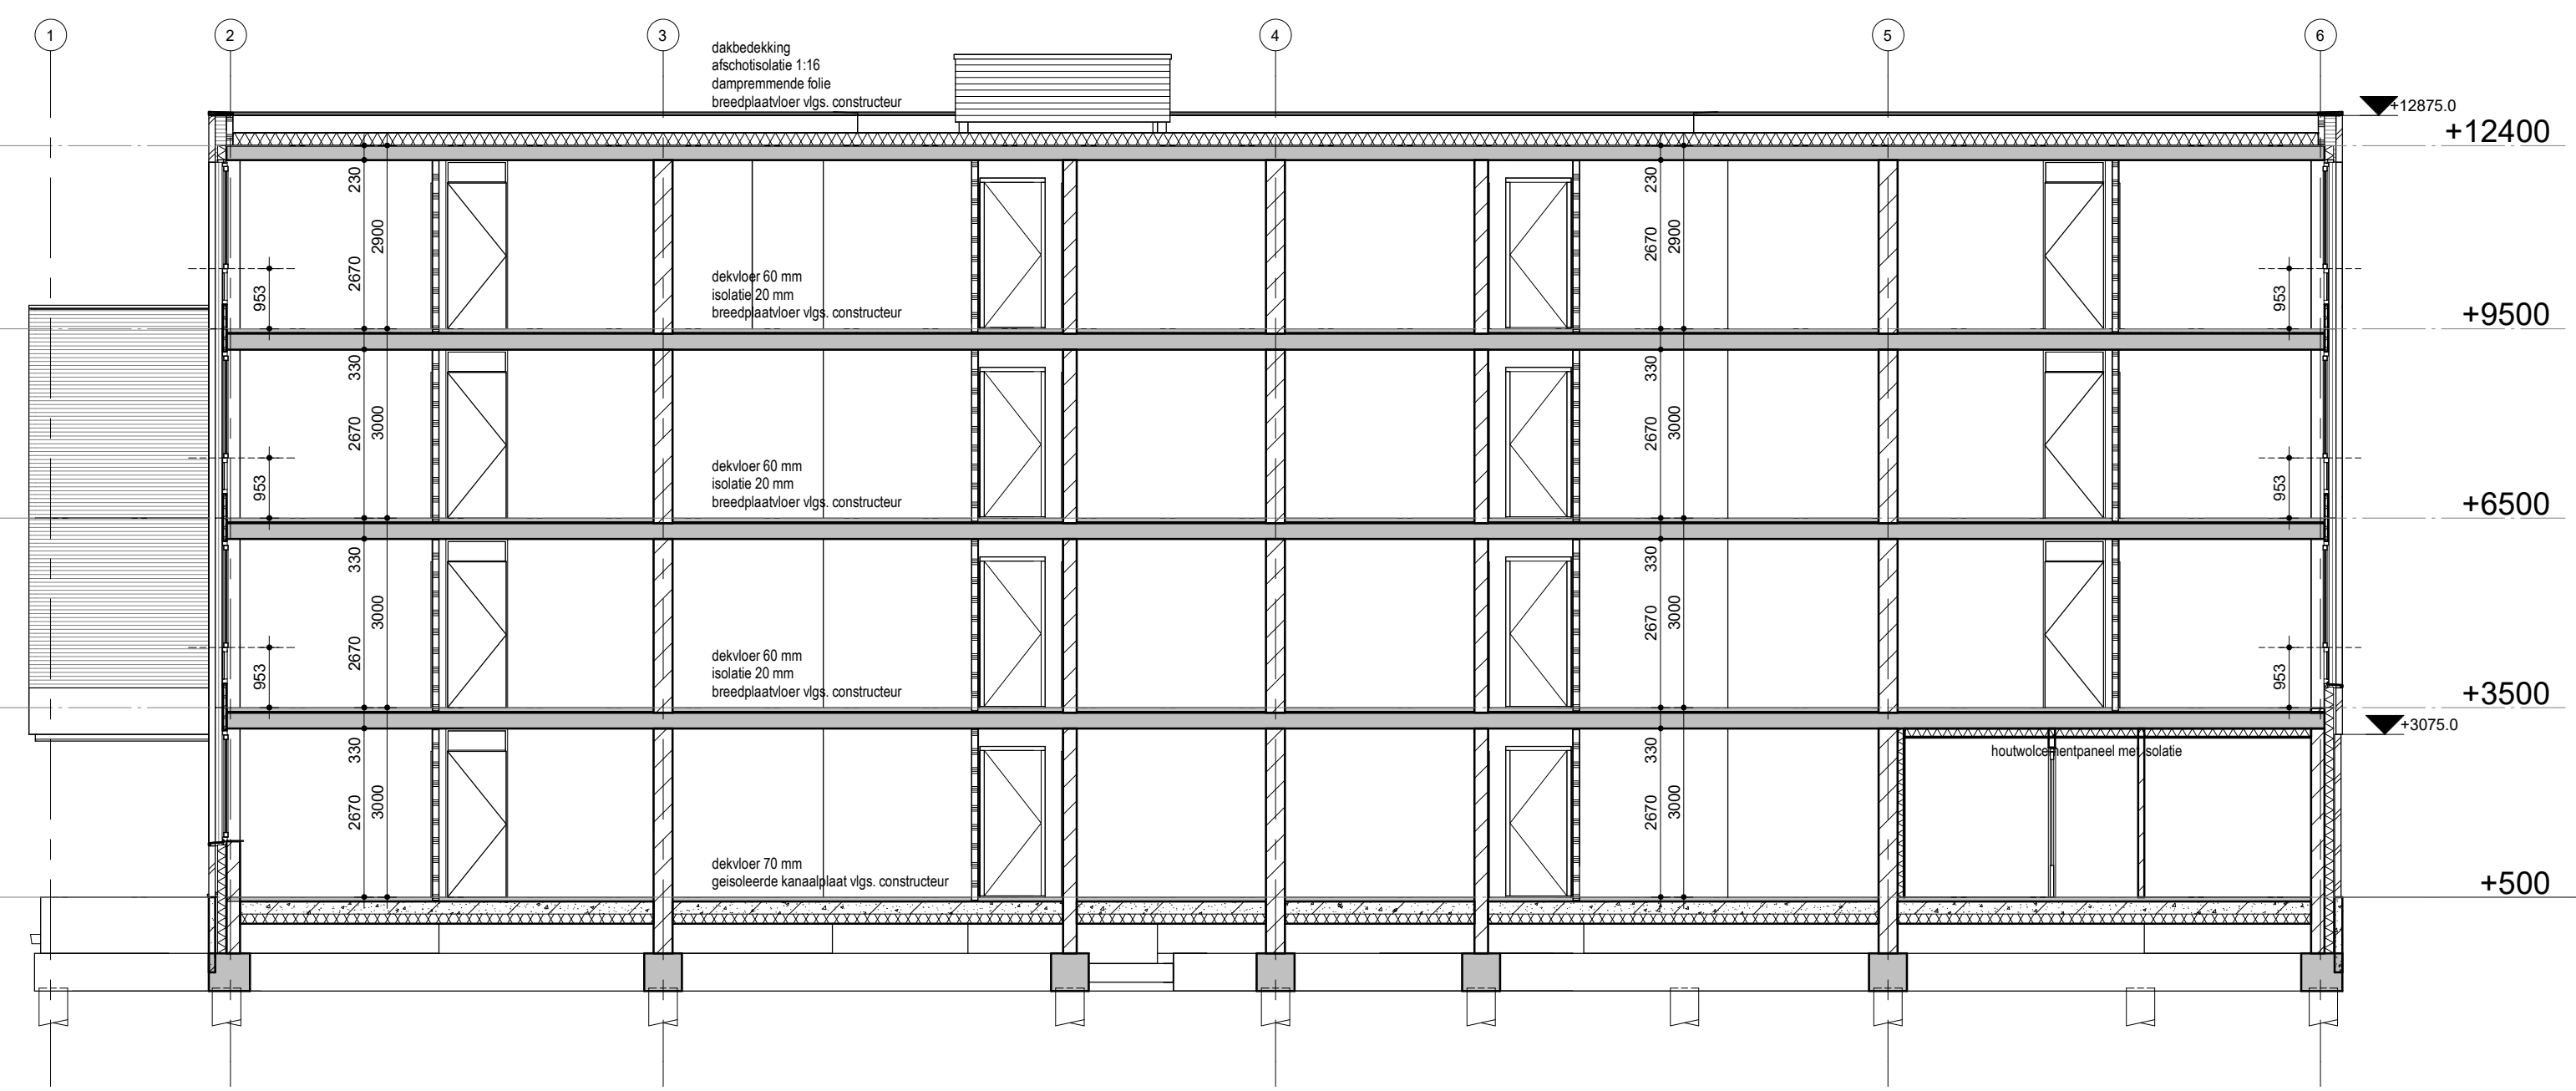 1
2
3
4
5
6
dakbedekking
afschotisolatie 1:16
dampremmende folie
breedplaatvloer vlgs. constructeur
+12875.0
+12400
230
2900
2670
953
230
2900
2670
953
dekvloer 60 mm
isolatie 20 mm
breedplaatvloer vlgs. constructeur
+9500
330
3000
2670
953
330
3000
2670
953
dekvloer 60 mm
isolatie 20 mm
breedplaatvloer vlgs. constructeur
+6500
330
3000
2670
953
330
3000
2670
953
dekvloer 60 mm
isolatie 20 mm
breedplaatvloer vlgs. constructeur
+3500
+3075.0
330
3000
2670
330
3000
2670
houtwolcementpaneel met isolatie
dekvloer 70 mm
geisoleerde kanaalplaat vlgs. constructeur
+500